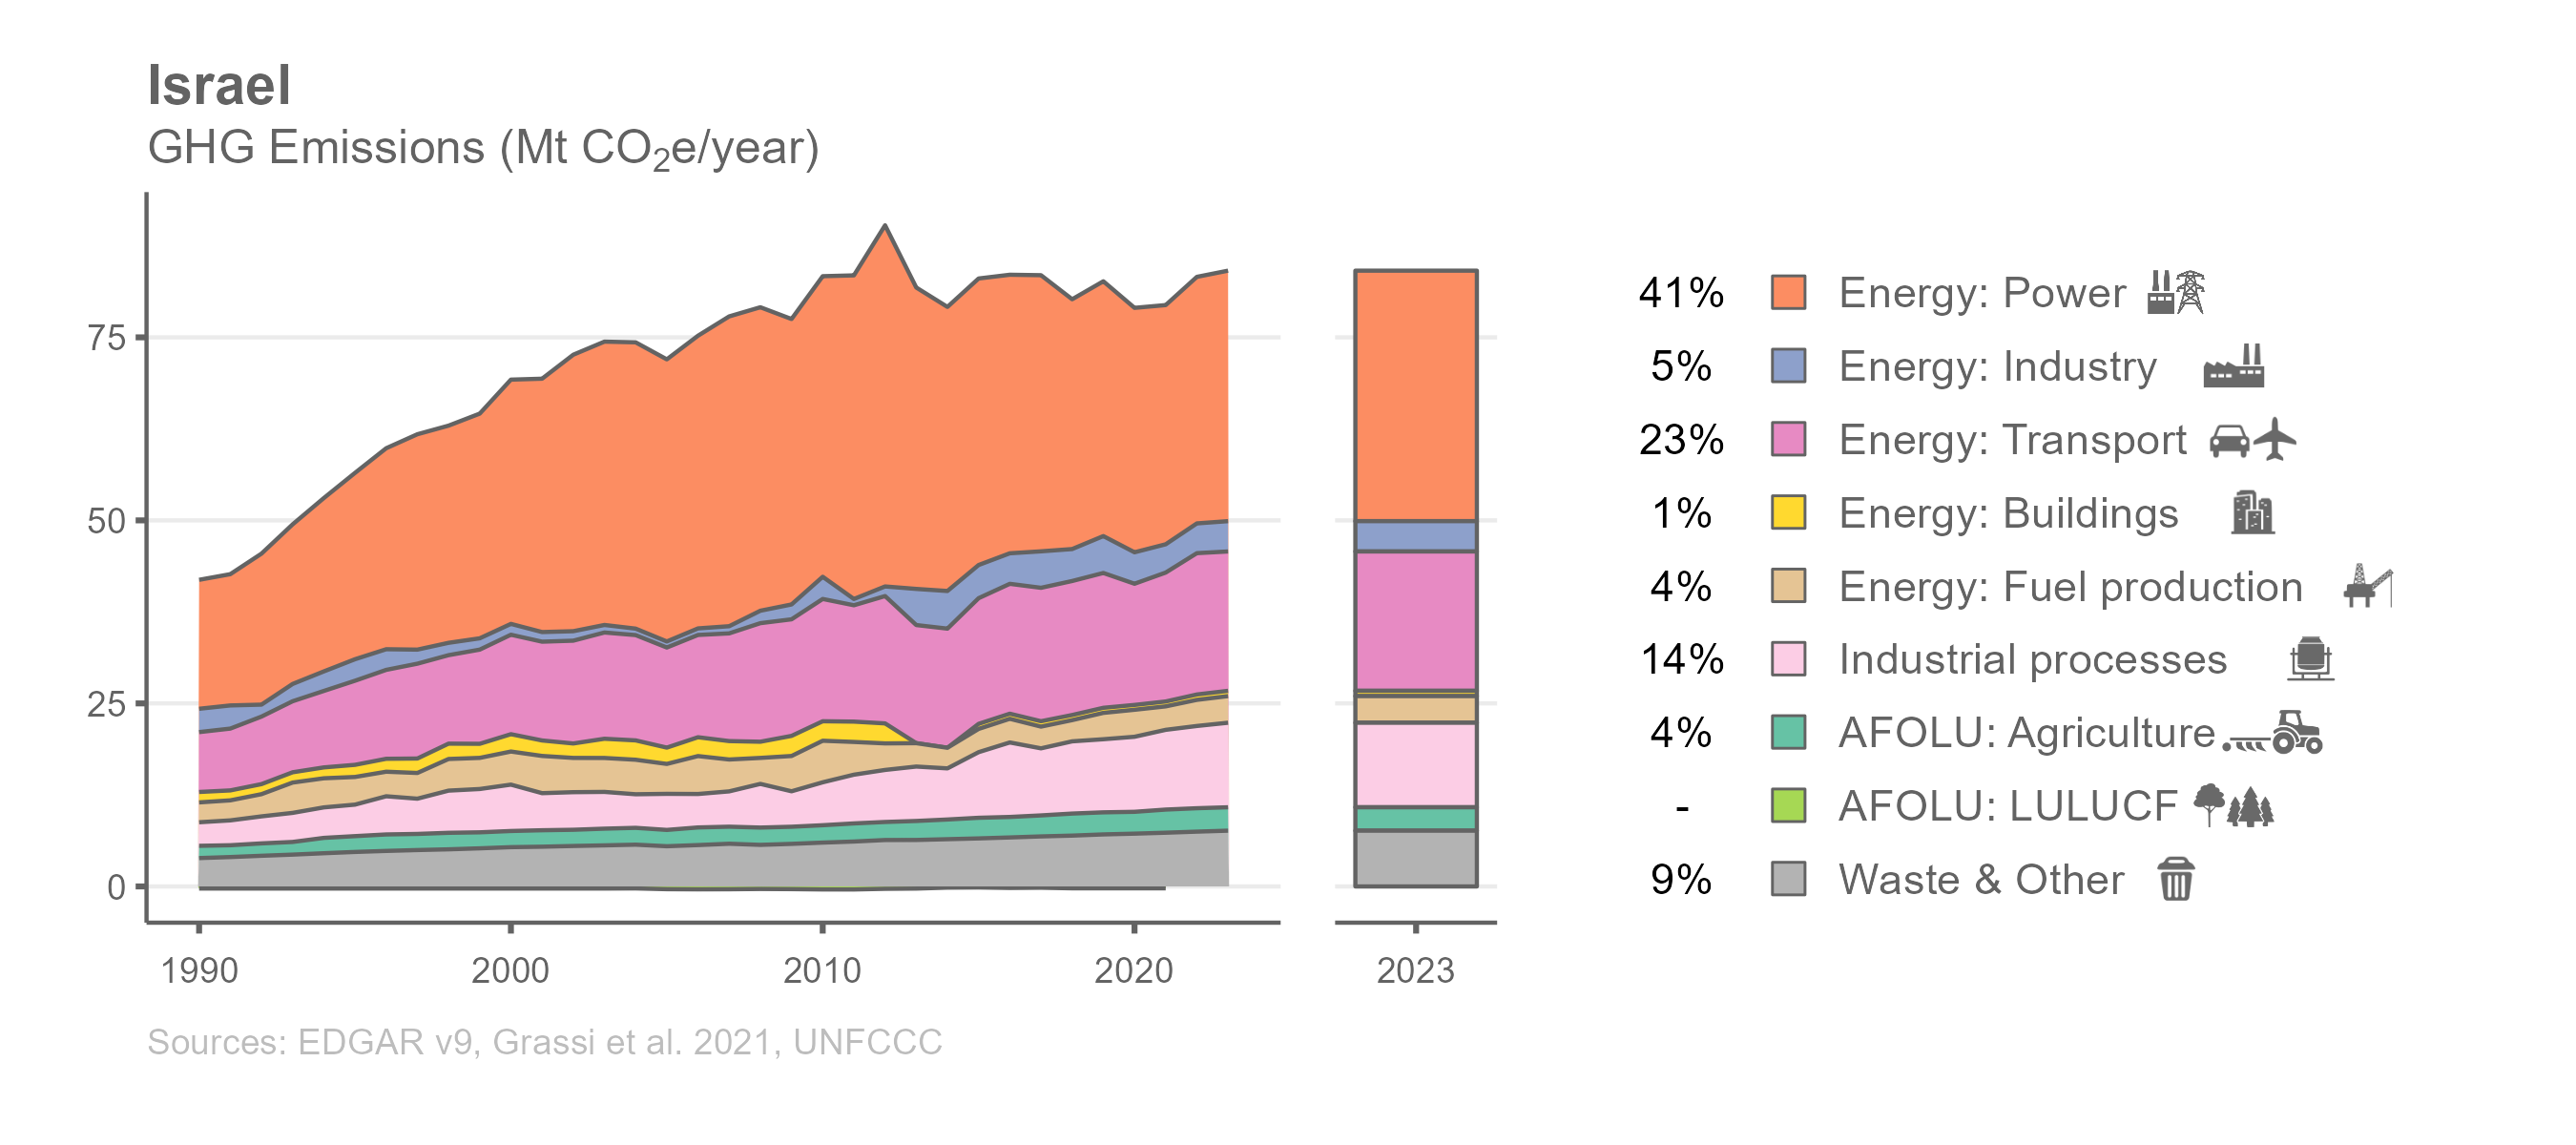 Israel
GHG Emissions (Mt CO₂e/year)
75
50
25
0
1990 2000 2010 2020 2023
41% Energy: Power
5% Energy: Industry
23% Energy: Transport
1% Energy: Buildings
4% Energy: Fuel production
14% Industrial processes
4% AFOLU: Agriculture
- AFOLU: LULUCF
9% Waste & Other
Sources: EDGAR v9, Grassi et al. 2021, UNFCCC